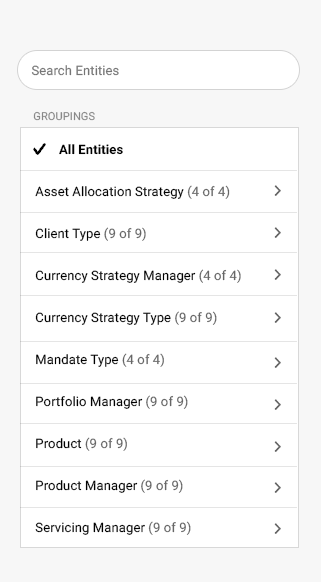 Search Entities
GROUPINGS
All Entities
Asset Allocation Strategy (4 of 4)
Client Type (9 of 9)
Currency Strategy Manager (4 of 4)
Currency Strategy Type (9 of 9)
Mandate Type (4 of 4)
Portfolio Manager (9 of 9)
Product (9 of 9)
Product Manager (9 of 9)
Servicing Manager (9 of 9)